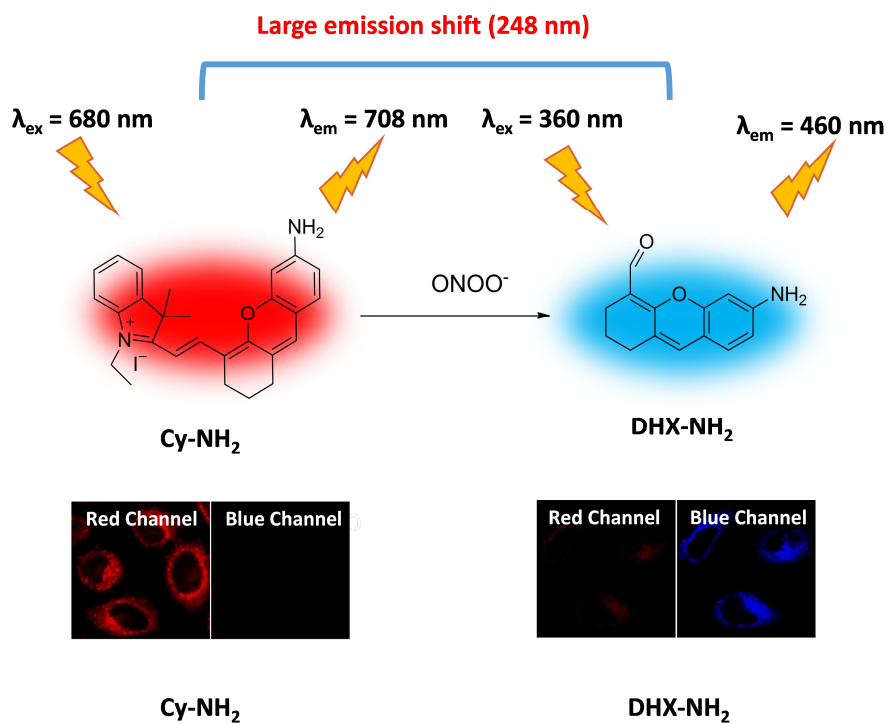 Large emission shift (248 nm)
λex = 680 nm
λem = 708 nm
λex = 360 nm
λem = 460 nm
NH2
O
N
+
I−
O
NH2
ONOO-
Cy-NH2
DHX-NH2
Red Channel
Blue Channel
Red Channel
Blue Channel
Cy-NH2
DHX-NH2